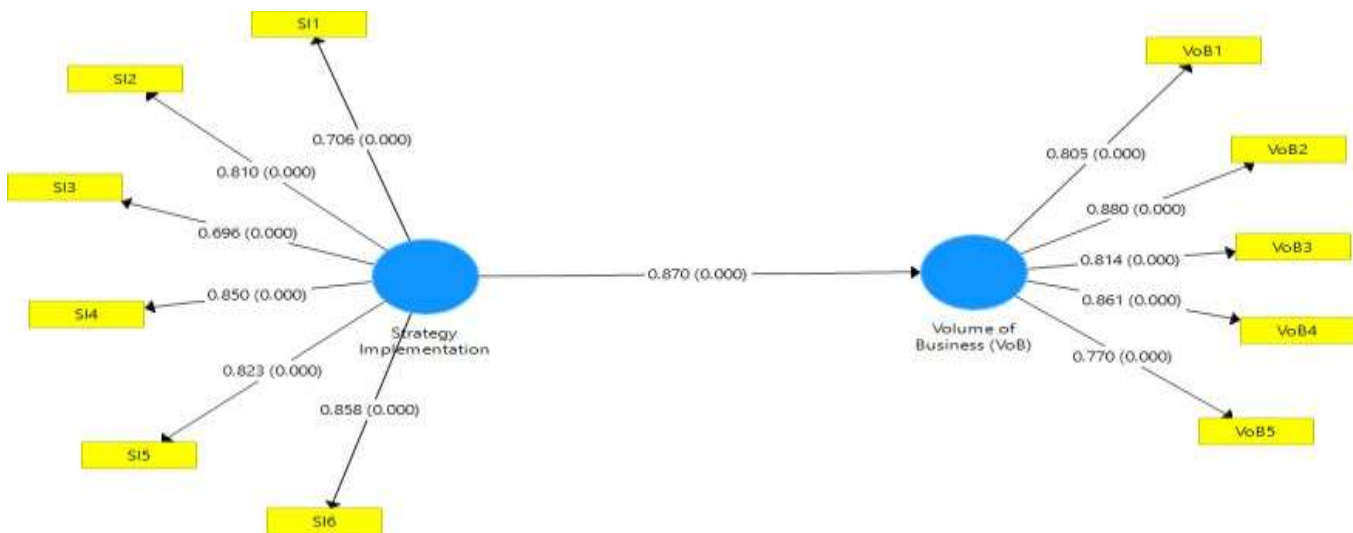 SI1
SI2
SI3
SI4
SI5
SI6
0.706 (0.000)
0.810 (0.000)
0.696 (0.000)
0.850 (0.000)
0.823 (0.000)
0.858 (0.000)
Strategy
Implementation
0.870 (0.000)
Volume of
Business (VoB)
0.805 (0.000)
0.880 (0.000)
0.814 (0.000)
0.861 (0.000)
0.770 (0.000)
VoB1
VoB2
VoB3
VoB4
VoB5